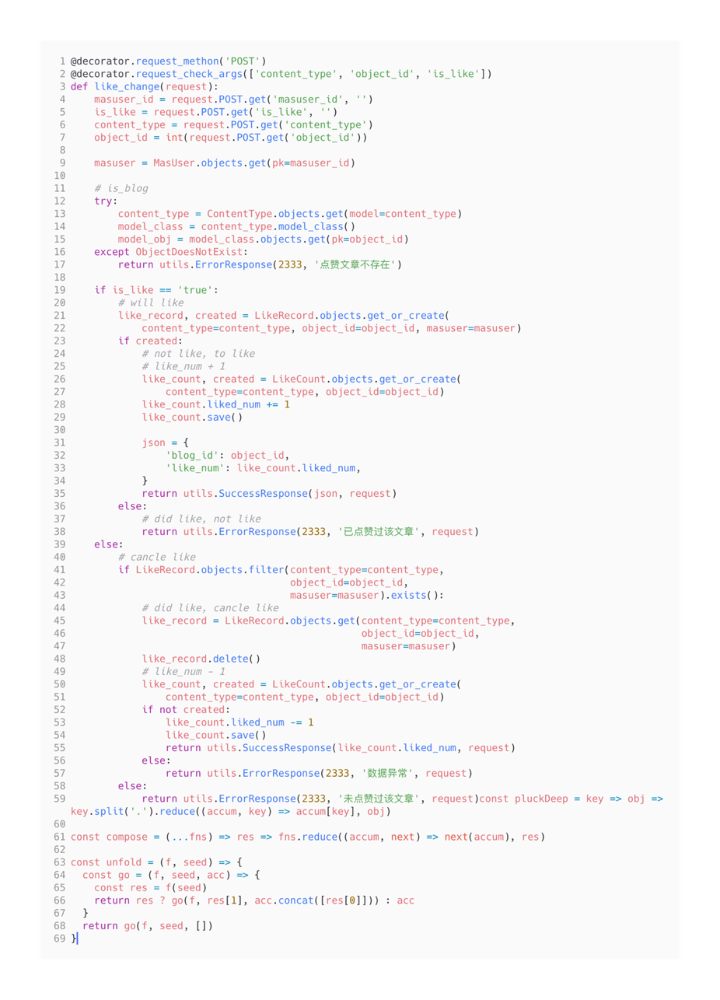 1 @decorator.request_methon('POST')
2 @decorator.request_check_args(['content_type', 'object_id', 'is_like'])
3 def like_change(request):
4     masuser_id = request.POST.get('masuser_id', '')
5     is_like = request.POST.get('is_like', '')
6     content_type = request.POST.get('content_type')
7     object_id = int(request.POST.get('object_id'))
8
9     masuser = MasUser.objects.get(pk=masuser_id)
10
11     # is_blog
12     try:
13         content_type = ContentType.objects.get(model=content_type)
14         model_class = content_type.model_class()
15         model_obj = model_class.objects.get(pk=object_id)
16     except ObjectDoesNotExist:
17         return utils.ErrorResponse(2333, '点赞文章不存在')
18
19     if is_like == 'true':
20         # will like
21         like_record, created = LikeRecord.objects.get_or_create(
22             content_type=content_type, object_id=object_id, masuser=masuser)
23         if created:
24             # not like, to like
25             # like_num + 1
26             like_count, created = LikeCount.objects.get_or_create(
27                 content_type=content_type, object_id=object_id)
28             like_count.liked_num += 1
29             like_count.save()
30
31             json = {
32                 'blog_id': object_id,
33                 'like_num': like_count.liked_num,
34             }
35             return utils.SuccessResponse(json, request)
36         else:
37             # did like, not like
38             return utils.ErrorResponse(2333, '已点赞过该文章', request)
39     else:
40         # cancle like
41         if LikeRecord.objects.filter(content_type=content_type,
42                                      object_id=object_id,
43                                      masuser=masuser).exists():
44             # did like, cancle like
45             like_record = LikeRecord.objects.get(content_type=content_type,
46                                                  object_id=object_id,
47                                                  masuser=masuser)
48             like_record.delete()
49             # like_num - 1
50             like_count, created = LikeCount.objects.get_or_create(
51                 content_type=content_type, object_id=object_id)
52             if not created:
53                 like_count.liked_num -= 1
54                 like_count.save()
55                 return utils.SuccessResponse(like_count.liked_num, request)
56             else:
57                 return utils.ErrorResponse(2333, '数据异常', request)
58         else:
59             return utils.ErrorResponse(2333, '未点赞过该文章', request)const pluckDeep = key => obj =>
key.split('.').reduce((accum, key) => accum[key], obj)
60
61 const compose = (...fns) => res => fns.reduce((accum, next) => next(accum), res)
62
63 const unfold = (f, seed) => {
64   const go = (f, seed, acc) => {
65     const res = f(seed)
66     return res ? go(f, res[1], acc.concat([res[0]])) : acc
67   }
68   return go(f, seed, [])
69 }